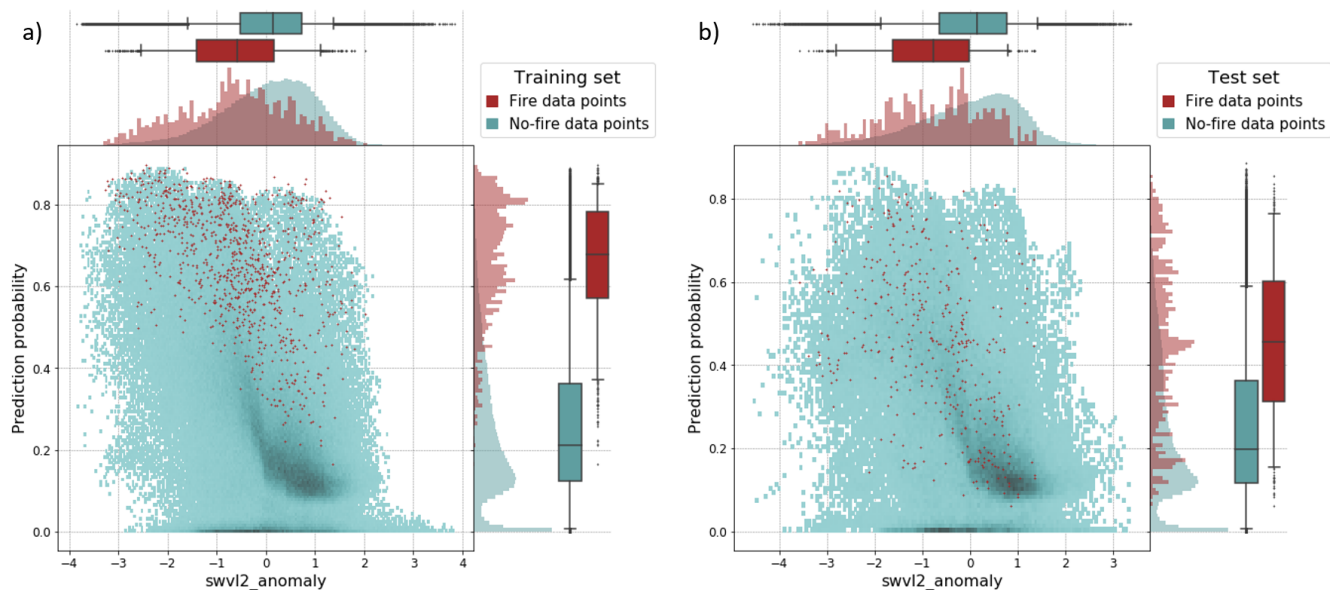 a)
Training set
Fire data points
No-fire data points
Prediction probability
0.8
0.6
0.4
0.2
0.0
−4 −3 −2 −1 0 1 2 3 4
swvl2_anomaly
b)
Test set
Fire data points
No-fire data points
Prediction probability
0.8
0.6
0.4
0.2
0.0
−4 −3 −2 −1 0 1 2 3
swvl2_anomaly